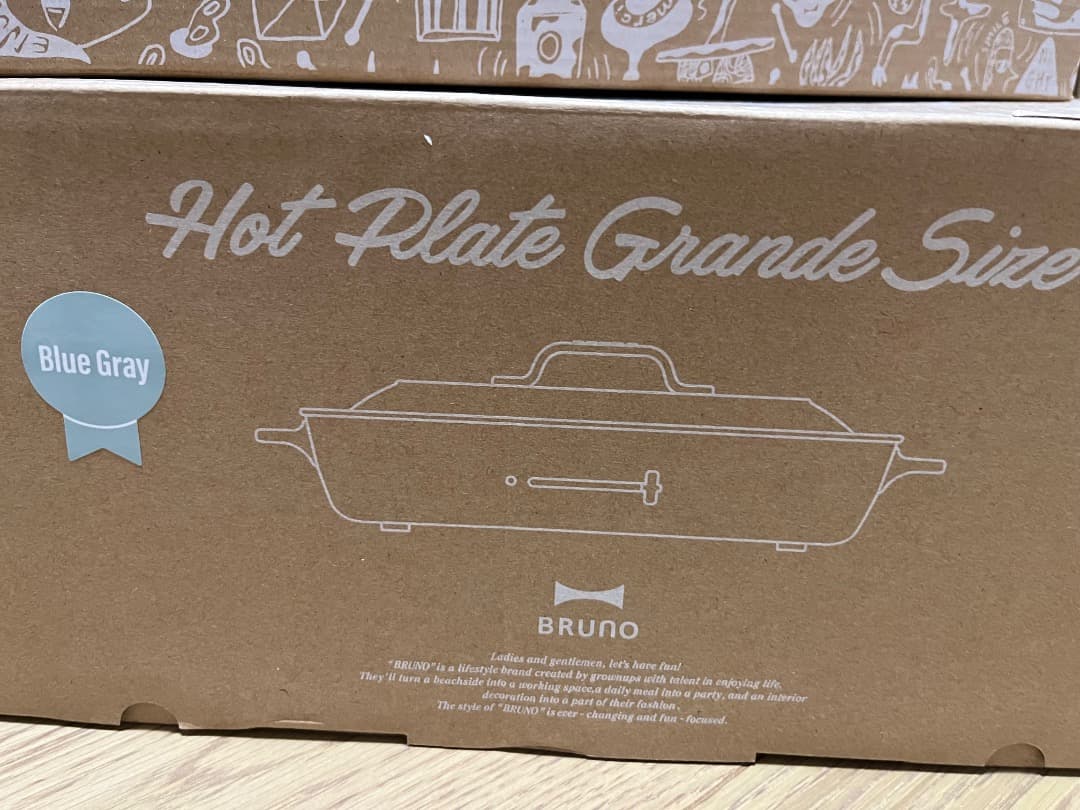 merci
Hot Plate Grande Size
Blue Gray
BRUNO
Ladies and gentlemen, let's have fun!
"BRUNO" is a lifestyle brand created by grownups with talent in enjoying life.
They'll turn a beachside into a working space, a daily meal into a party, and an interior
decoration into a part of their fashion.
The style of "BRUNO" is ever - changing and fun - focused.